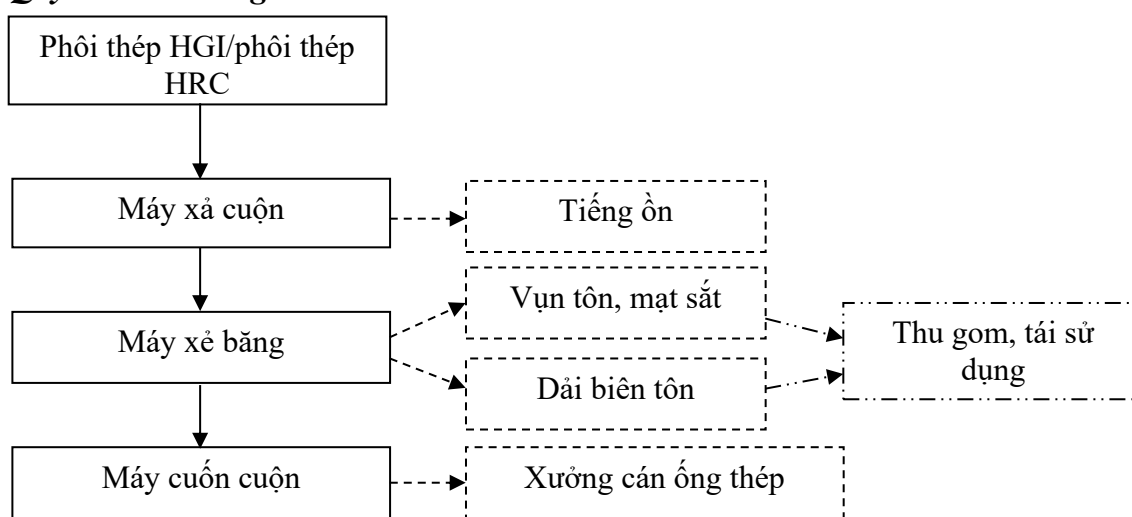 Phôi thép HGI/phôi thép
HRC
Máy xả cuộn
Tiếng ồn
Vụn tôn, mạt sắt
Máy xẻ băng
Thu gom, tái sử
dụng
Dải biên tôn
Máy cuốn cuộn
Xưởng cán ống thép